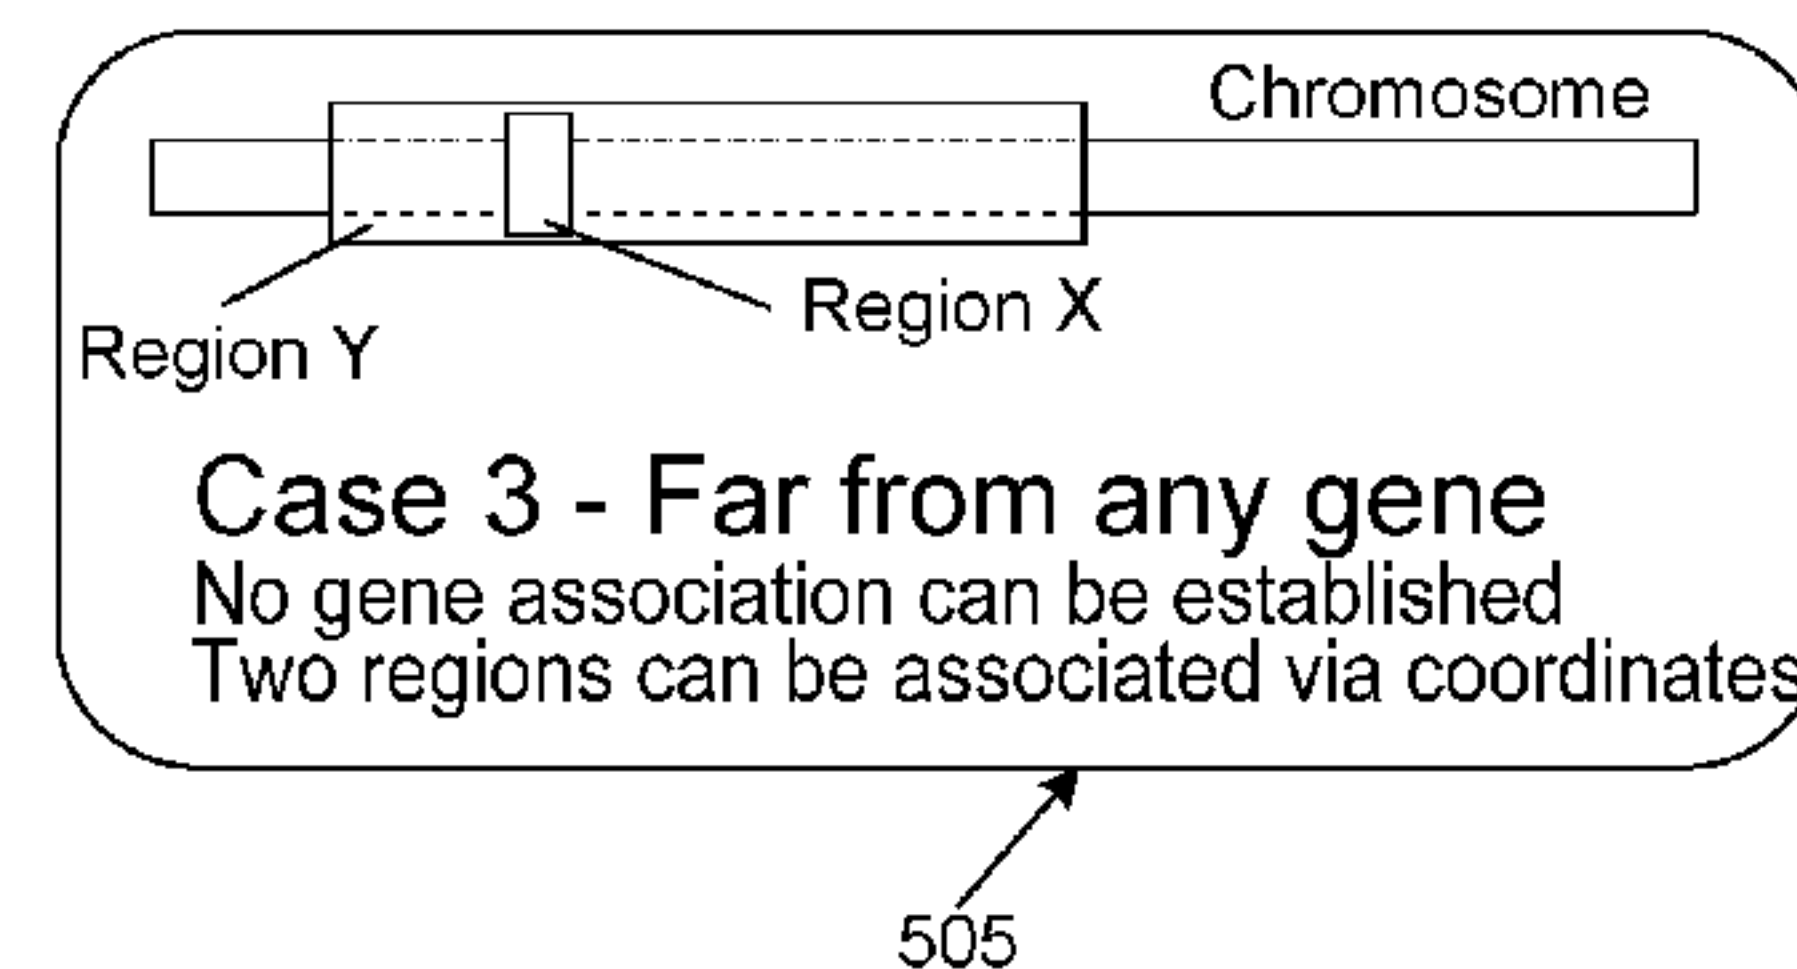 Chromosome
Region X
Region Y
Case 3 - Far from any gene
No gene association can be established
Two regions can be associated via coordinates
505